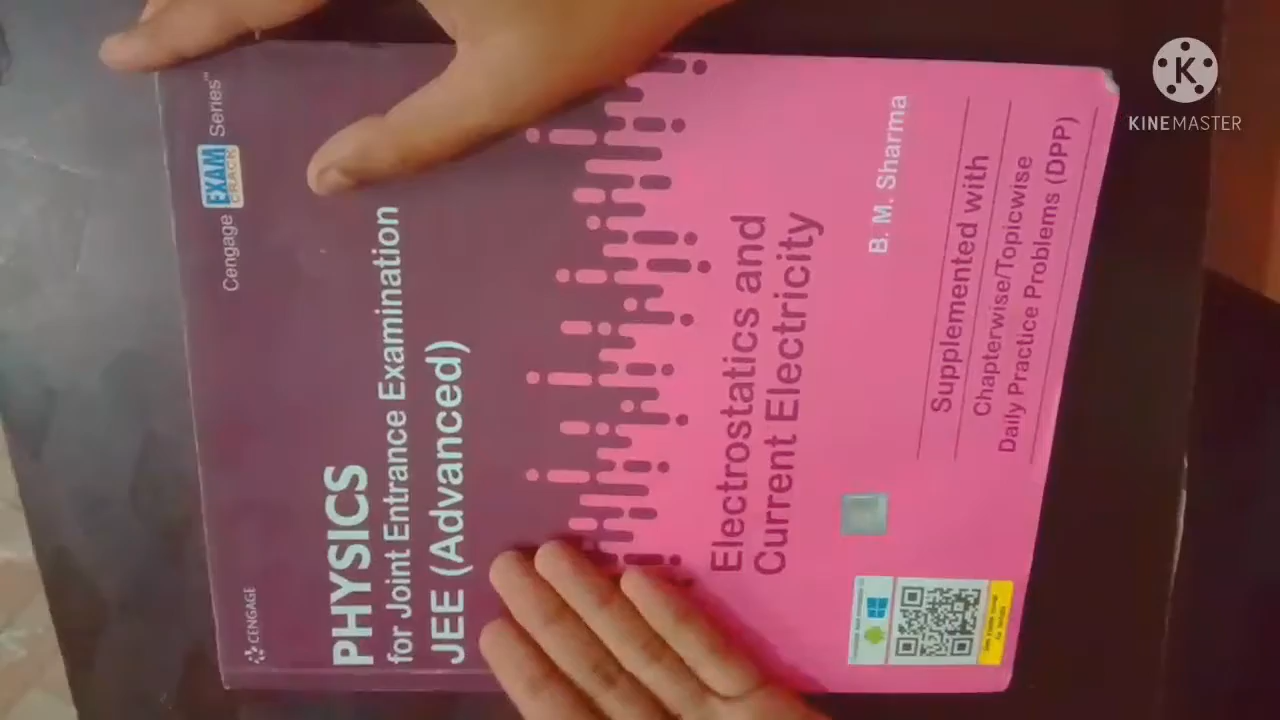 CENGAGE
Cengage EXAM CRACK Series™
PHYSICS
for Joint Entrance Examination
JEE (Advanced)
Electrostatics and
Current Electricity
B. M. Sharma
Supplemented with
Chapterwise/Topicwise
Daily Practice Problems (DPP)
K
KINEMASTER